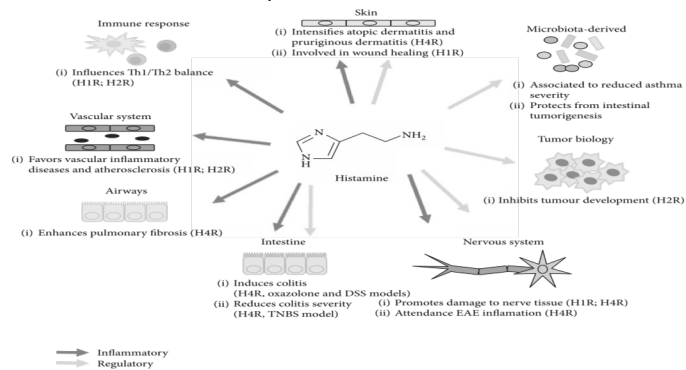 Immune response
(i) Influences Th1/Th2 balance
(H1R; H2R)
Skin
(i) Intensifies atopic dermatitis and
pruriginous dermatitis (H4R)
(ii) Involved in wound healing (H1R)
Microbiota-derived
(i) Associated to reduced asthma
severity
(ii) Protects from intestinal
tumorigenesis
Vascular system
(i) Favors vascular inflammatory
diseases and atherosclerosis (H1R; H2R)
N
NH2
N
H
Histamine
Tumor biology
(i) Inhibits tumour development (H2R)
Airways
(i) Enhances pulmonary fibrosis (H4R)
Intestine
(i) Induces colitis
(H4R, oxazolone and DSS models)
(ii) Reduces colitis severity
(H4R, TNBS model)
Nervous system
(i) Promotes damage to nerve tissue (H1R; H4R)
(ii) Attendance EAE inflamation (H4R)
Inflammatory
Regulatory